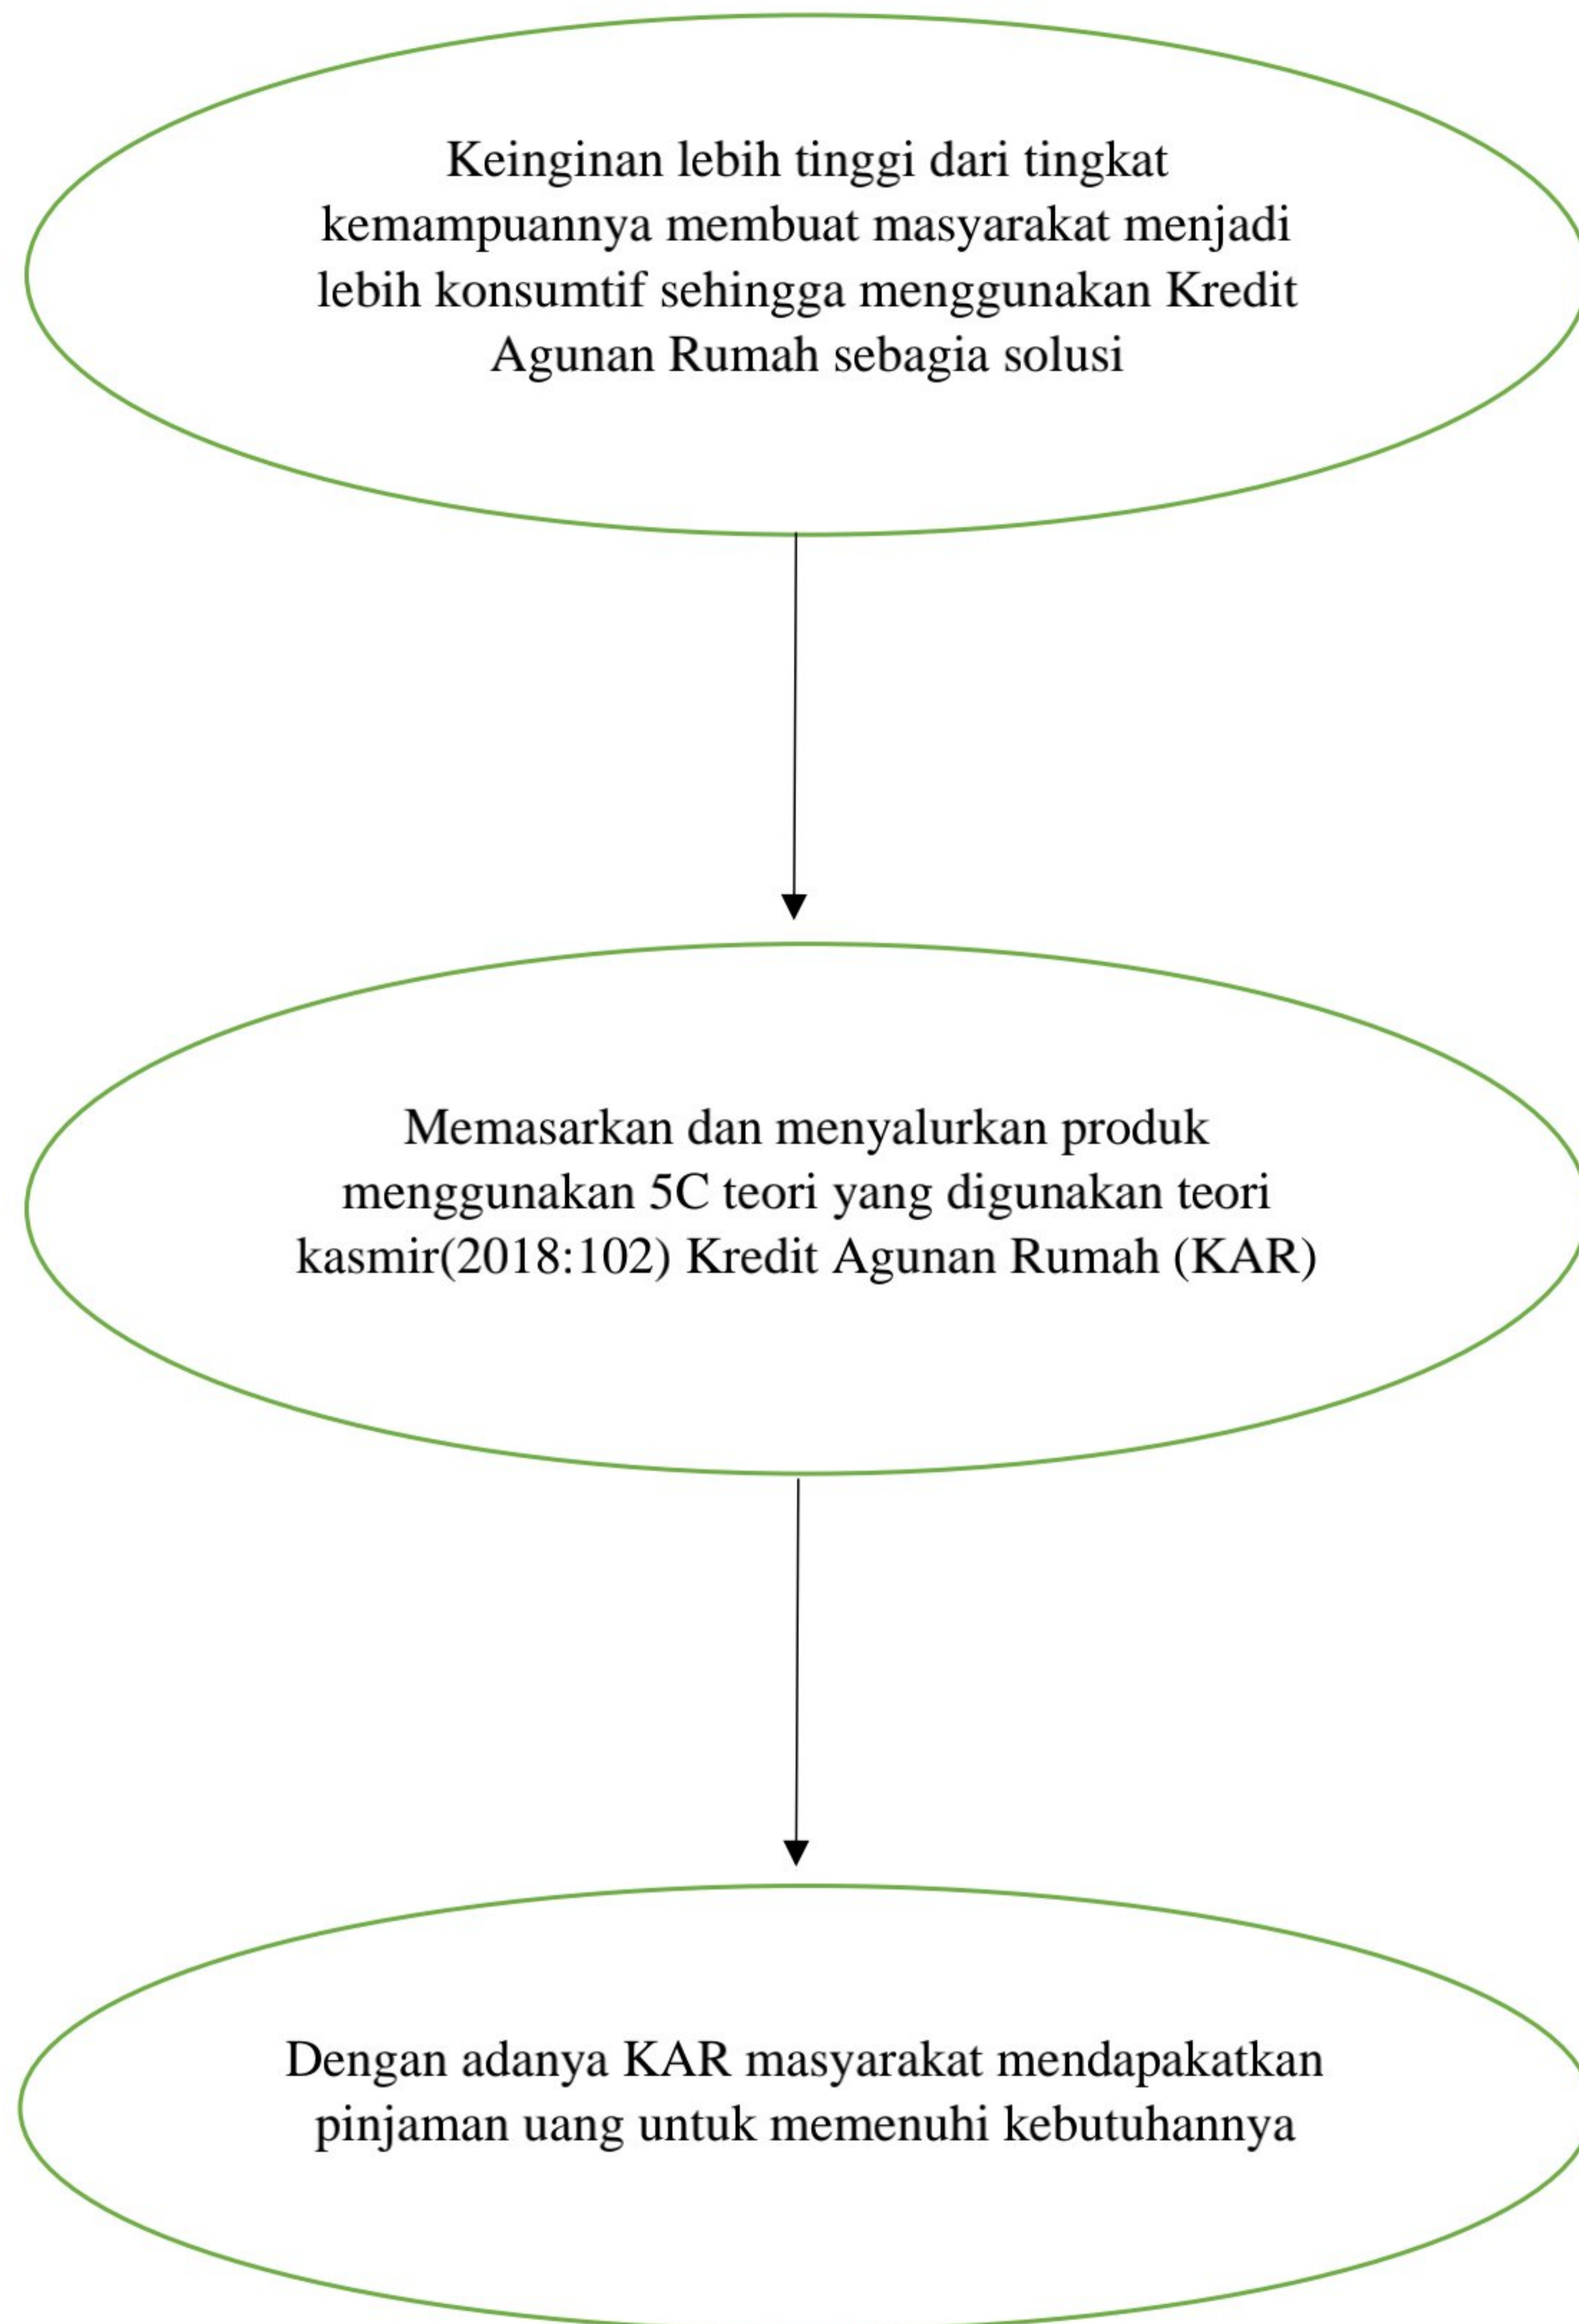 Keinginan lebih tinggi dari tingkat
kemampuannya membuat masyarakat menjadi
lebih konsumtif sehingga menggunakan Kredit
Agunan Rumah sebagia solusi
Memasarkan dan menyalurkan produk
menggunakan 5C teori yang digunakan teori
kasmir(2018:102) Kredit Agunan Rumah (KAR)
Dengan adanya KAR masyarakat mendapakatkan
pinjaman uang untuk memenuhi kebutuhannya